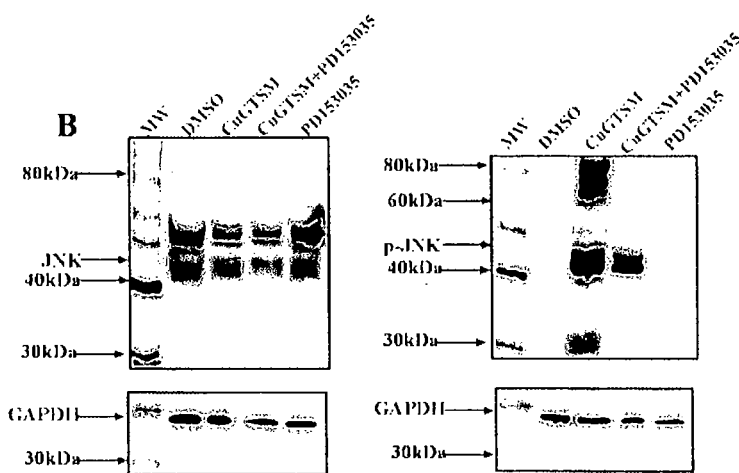 B
MW
DMSO
CuGTSM
CuGTSM+PD153035
PD153035
80kDa
JNK
40kDa
30kDa
GAPDH
30kDa
MW
DMSO
CuGTSM
CuGTSM+PD153035
PD153035
80kDa
60kDa
p-JNK
40kDa
30kDa
GAPDH
30kDa